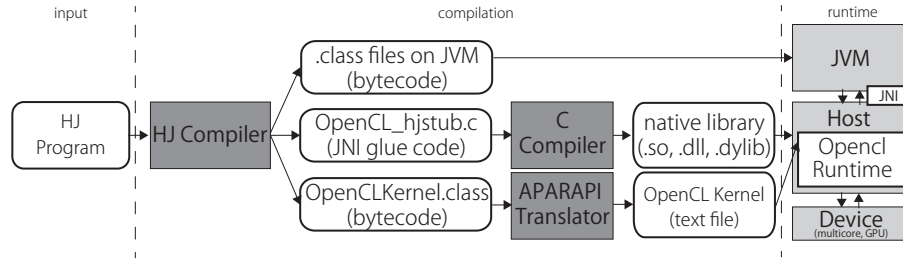 input
compilation
runtime
.class files on JVM
(bytecode)
JVM
JNI
HJ
Program
HJ Compiler
OpenCL_hjstub.c
(JNI glue code)
C
Compiler
native library
(.so, .dll, .dylib)
Host
Opencl
Runtime
OpenCLKernel.class
(bytecode)
APARAPI
Translator
OpenCL Kernel
(text file)
Device
(multicore, GPU)